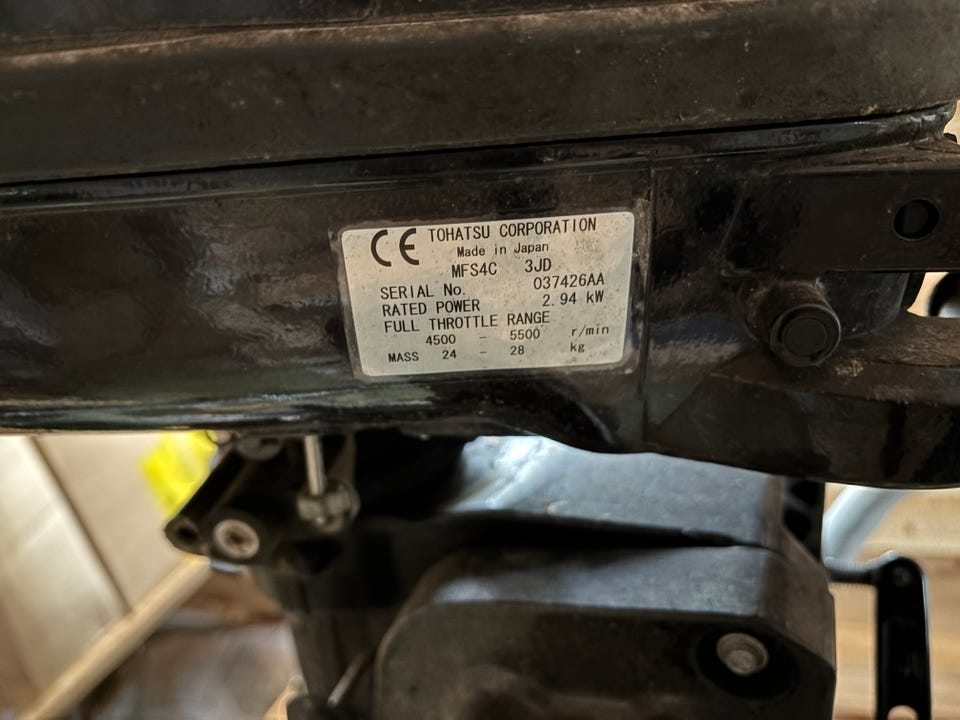 CE TOHATSU CORPORATION
Made in Japan
MFS4C 3JD
SERIAL No. 037426AA
RATED POWER 2.94 kW
FULL THROTTLE RANGE
4500 - 5500 r/min
MASS 24 - 28 kg